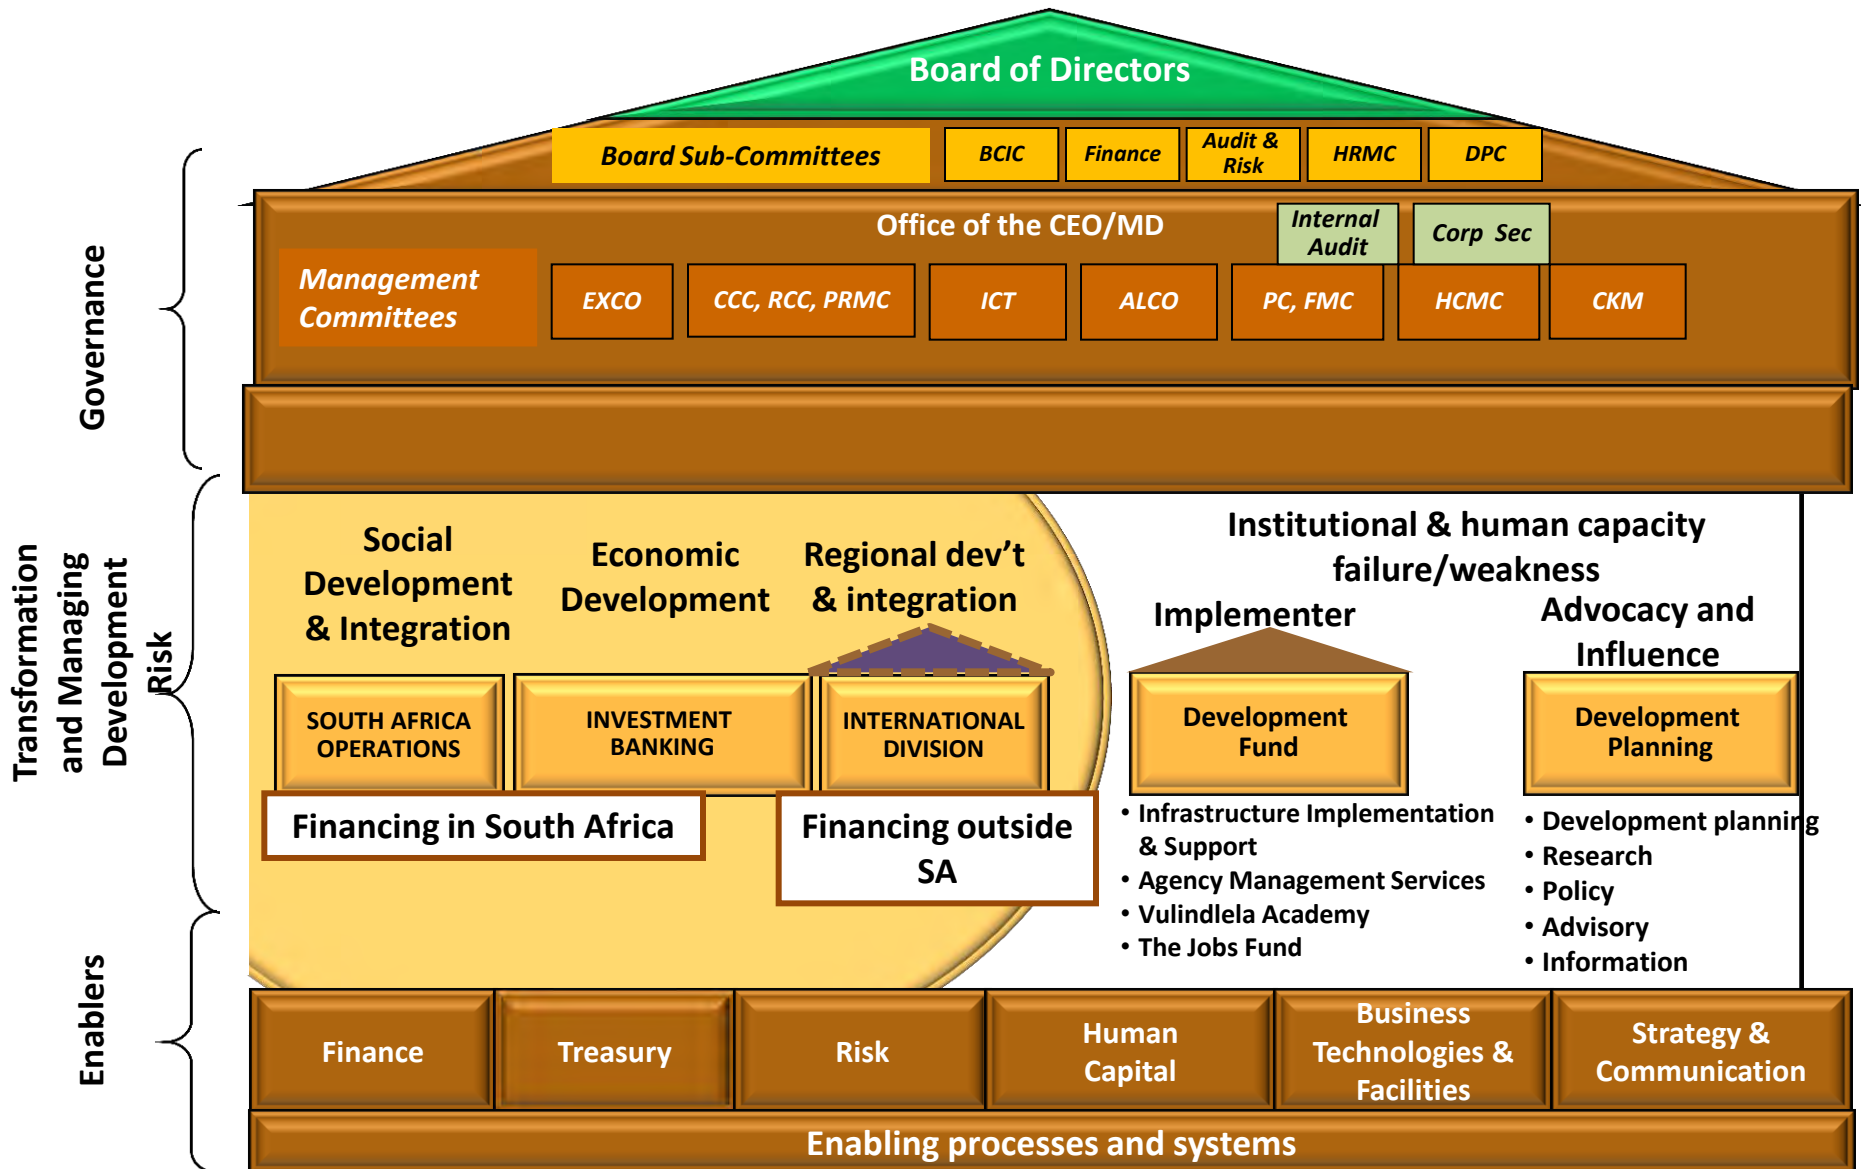 Board of Directors
Board Sub-Committees
BCIC
Finance
Audit &
Risk
HRMC
DPC
Office of the CEO/MD
Internal
Audit
Corp Sec
Management
Committees
EXCO
CCC, RCC, PRMC
ICT
ALCO
PC, FMC
HCMC
CKM
Governance
Transformation
and Managing
Development
Risk
Social
Development
& Integration
Economic
Development
Regional dev't
& integration
Institutional & human capacity
failure/weakness
Implementer
Advocacy and
Influence
SOUTH AFRICA
OPERATIONS
INVESTMENT
BANKING
INTERNATIONAL
DIVISION
Development
Fund
Development
Planning
Financing in South Africa
Financing outside
SA
• Infrastructure Implementation
& Support
• Agency Management Services
• Vulindlela Academy
• The Jobs Fund
• Development planning
• Research
• Policy
• Advisory
• Information
Enablers
Finance
Treasury
Risk
Human
Capital
Business
Technologies &
Facilities
Strategy &
Communication
Enabling processes and systems